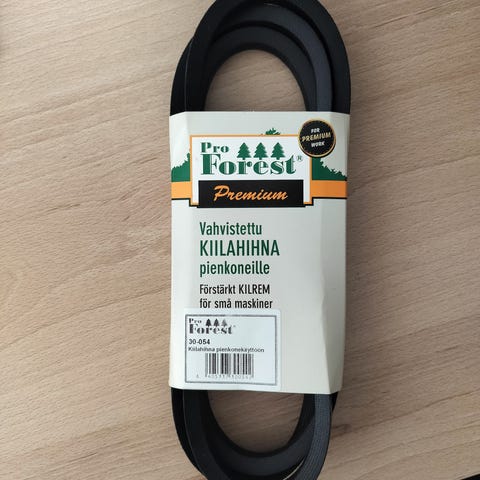 FOR
PREMIUM
WORK
Pro
Forest®
Premium
Vahvistettu
KIILAHIHNA
pienkoneille
Förstärkt KILREM
för små maskiner
Pro
Forest
30-054
Kiilahihna pienkonekäyttöön